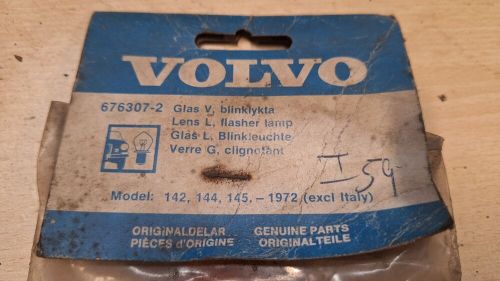 VOLVO
676307-2 Glas V, blinklykta
Lens L, flasher lamp
Glas L, Blinkleuchte
Verre G, clignotant
I 59
Model: 142, 144, 145, - 1972 (excl Italy)
ORIGINALDELAR GENUINE PARTS
PIÈCES d'ORIGINE ORIGINALTEILE